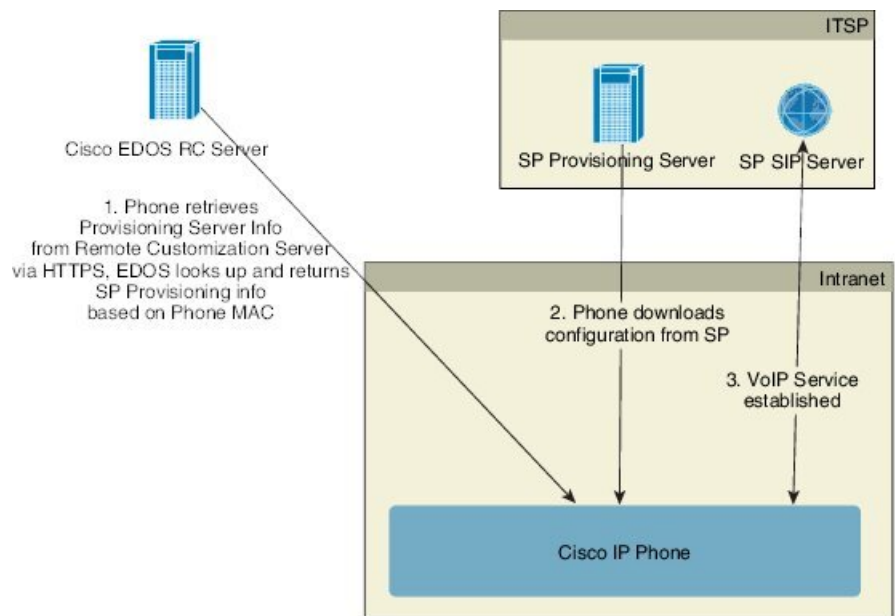 ITSP
Cisco EDOS RC Server
SP Provisioning Server
SP SIP Server
1. Phone retrieves
Provisioning Server Info
from Remote Customization Server
via HTTPS, EDOS looks up and returns
SP Provisioning info
based on Phone MAC
Intranet
2. Phone downloads
configuration from SP
3. VoIP Service
established
Cisco IP Phone